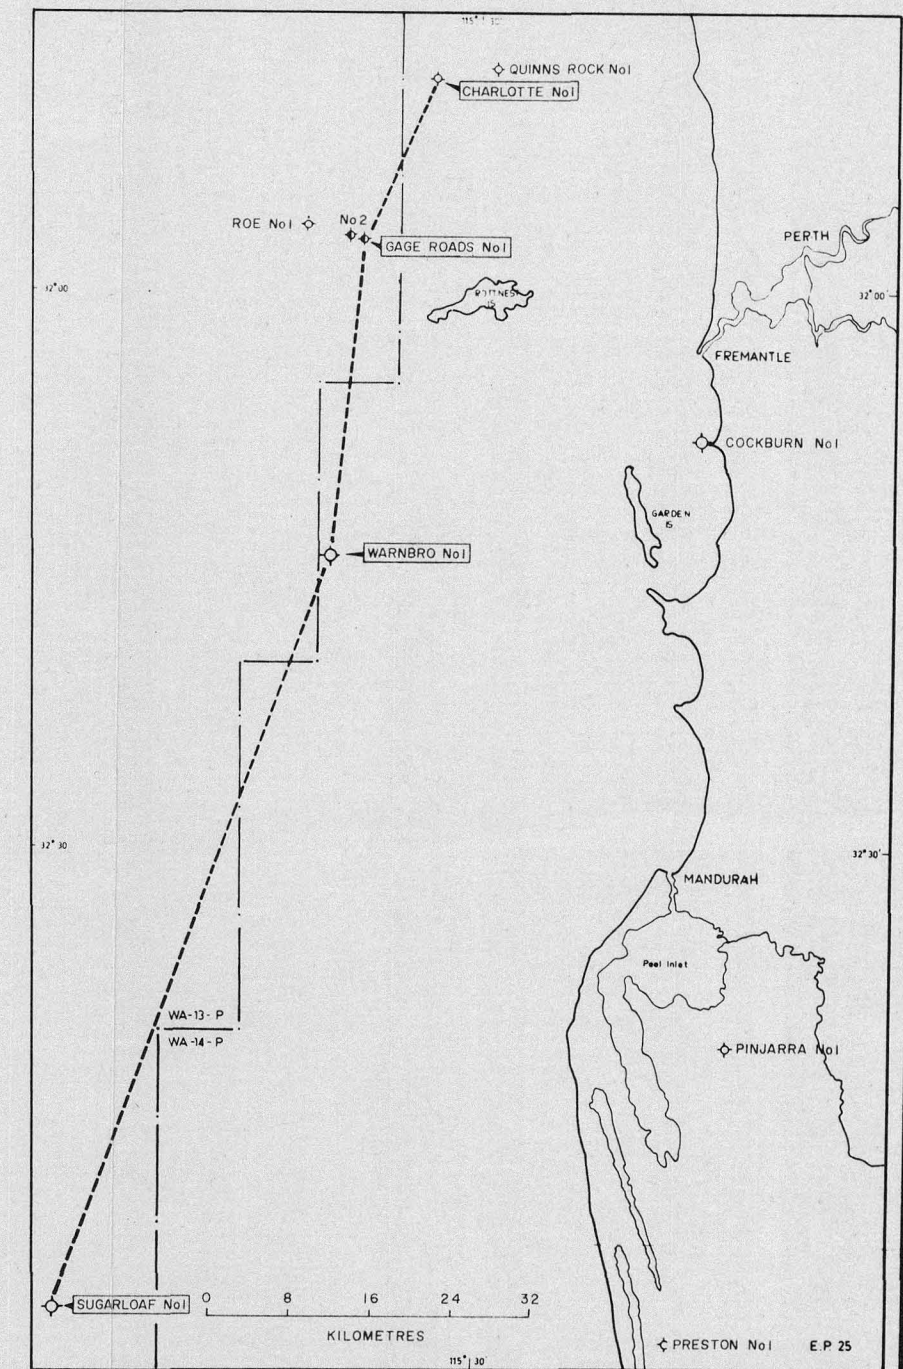 115° 30'
QUINNS ROCK No1
CHARLOTTE No1
ROE No1
No2
GAGE ROADS No1
PERTH
32° 00'
ROTTNEST
IS
32° 00'
FREMANTLE
COCKBURN No1
GARDEN
IS
WARNBRO No1
32° 30
32° 30'
MANDURAH
Peel Inlet
WA-13-P
WA-14-P
PINJARRA No1
SUGARLOAF No1
0 8 16 24 32
KILOMETRES
PRESTON No1
E.P. 25
115° 30'